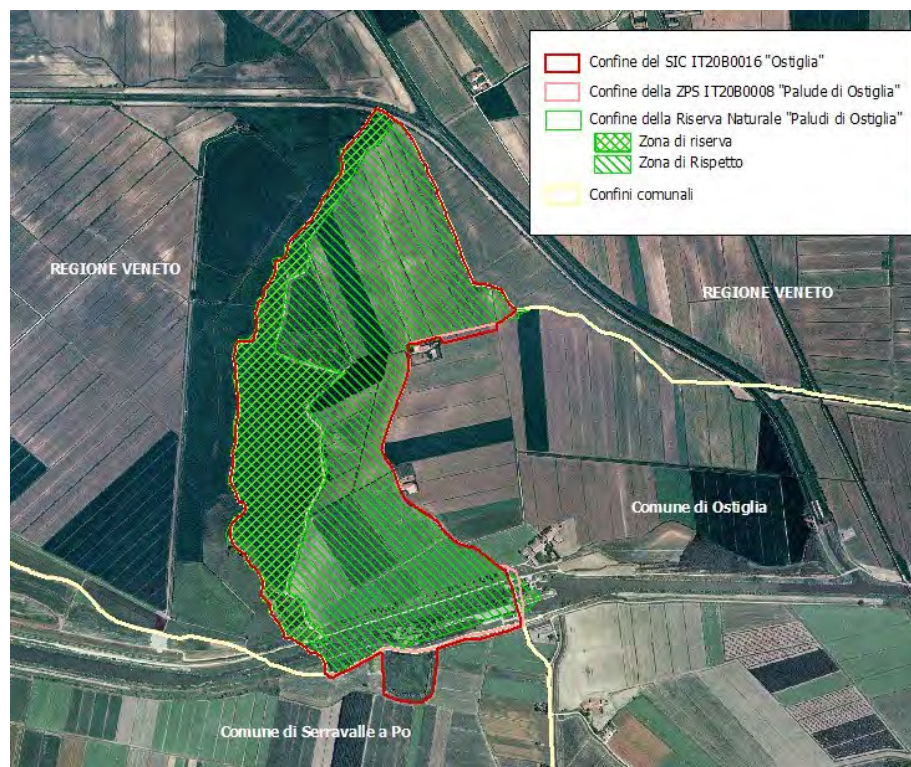 Confine del SIC IT20B0016 "Ostiglia"
Confine della ZPS IT20B0008 "Palude di Ostiglia"
Confine della Riserva Naturale "Paludi di Ostiglia"
Zona di riserva
Zona di Rispetto
Confini comunali
REGIONE VENETO
REGIONE VENETO
Comune di Ostiglia
Comune di Serravalle a Po